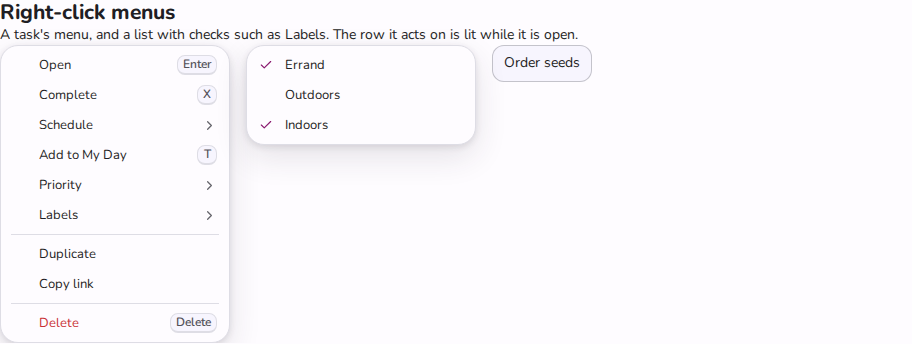 Right-click menus
A task's menu, and a list with checks such as Labels. The row it acts on is lit while it is open.
Open Enter
Complete X
Schedule
Add to My Day T
Priority
Labels
Duplicate
Copy link
Delete Delete
Errand
Outdoors
Indoors
Order seeds